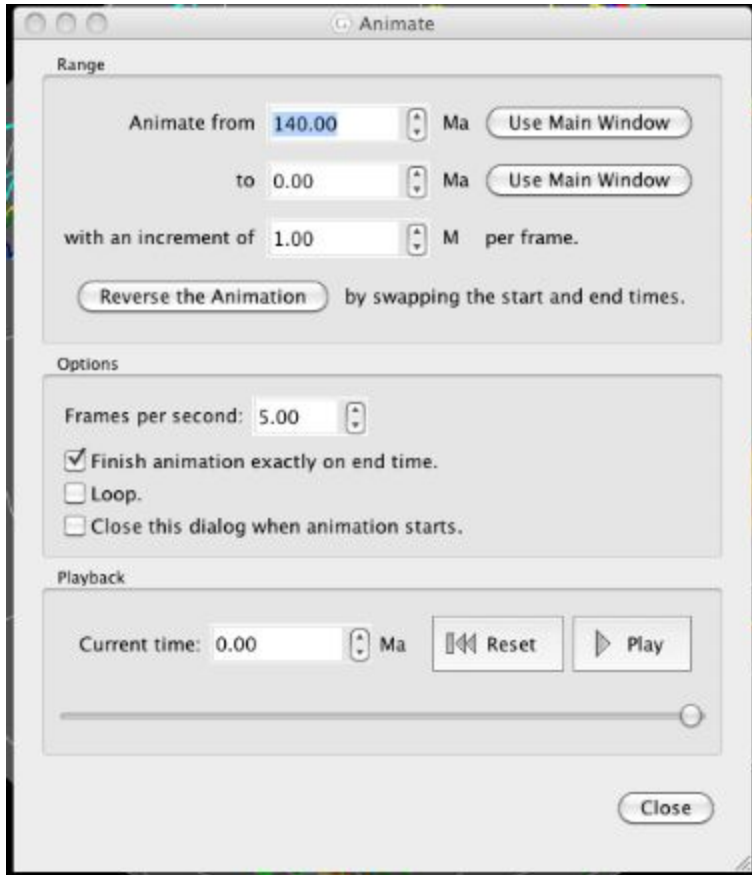 Animate
Range
Animate from 140.00 Ma Use Main Window
to 0.00 Ma Use Main Window
with an increment of 1.00 M per frame.
Reverse the Animation by swapping the start and end times.
Options
Frames per second: 5.00
Finish animation exactly on end time.
Loop.
Close this dialog when animation starts.
Playback
Current time: 0.00 Ma Reset Play
Close